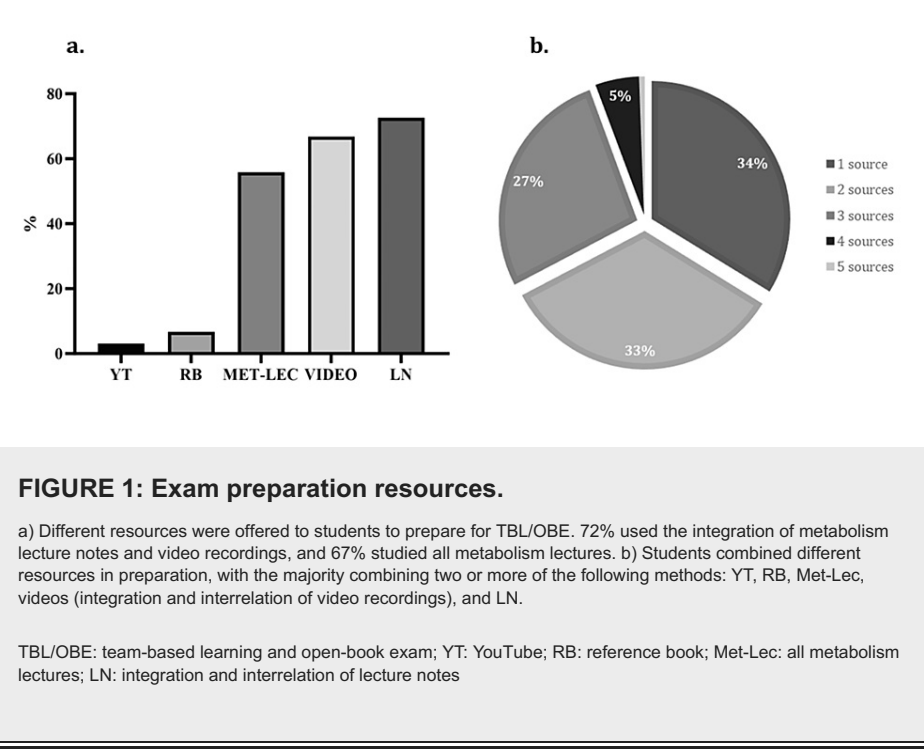 a.
b.
80
60
40
20
0
%
YT RB MET-LEC VIDEO LN
34%
33%
27%
5%
1 source
2 sources
3 sources
4 sources
5 sources
FIGURE 1: Exam preparation resources.
a) Different resources were offered to students to prepare for TBL/OBE. 72% used the integration of metabolism
lecture notes and video recordings, and 67% studied all metabolism lectures. b) Students combined different
resources in preparation, with the majority combining two or more of the following methods: YT, RB, Met-Lec,
videos (integration and interrelation of video recordings), and LN.
TBL/OBE: team-based learning and open-book exam; YT: YouTube; RB: reference book; Met-Lec: all metabolism
lectures; LN: integration and interrelation of lecture notes